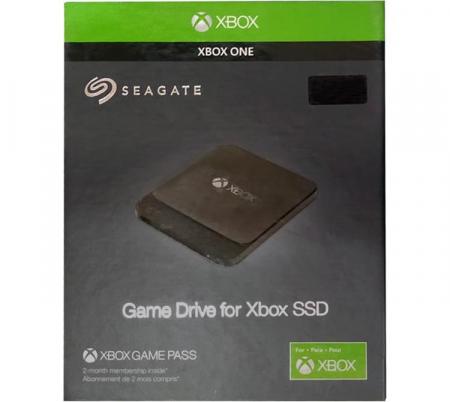 XBOX
XBOX ONE
SEAGATE
XBOX
Game Drive for Xbox SSD
XBOX GAME PASS
2-month membership inside*
Abonnement de 2 mois compris*
For • Para • Pour
XBOX